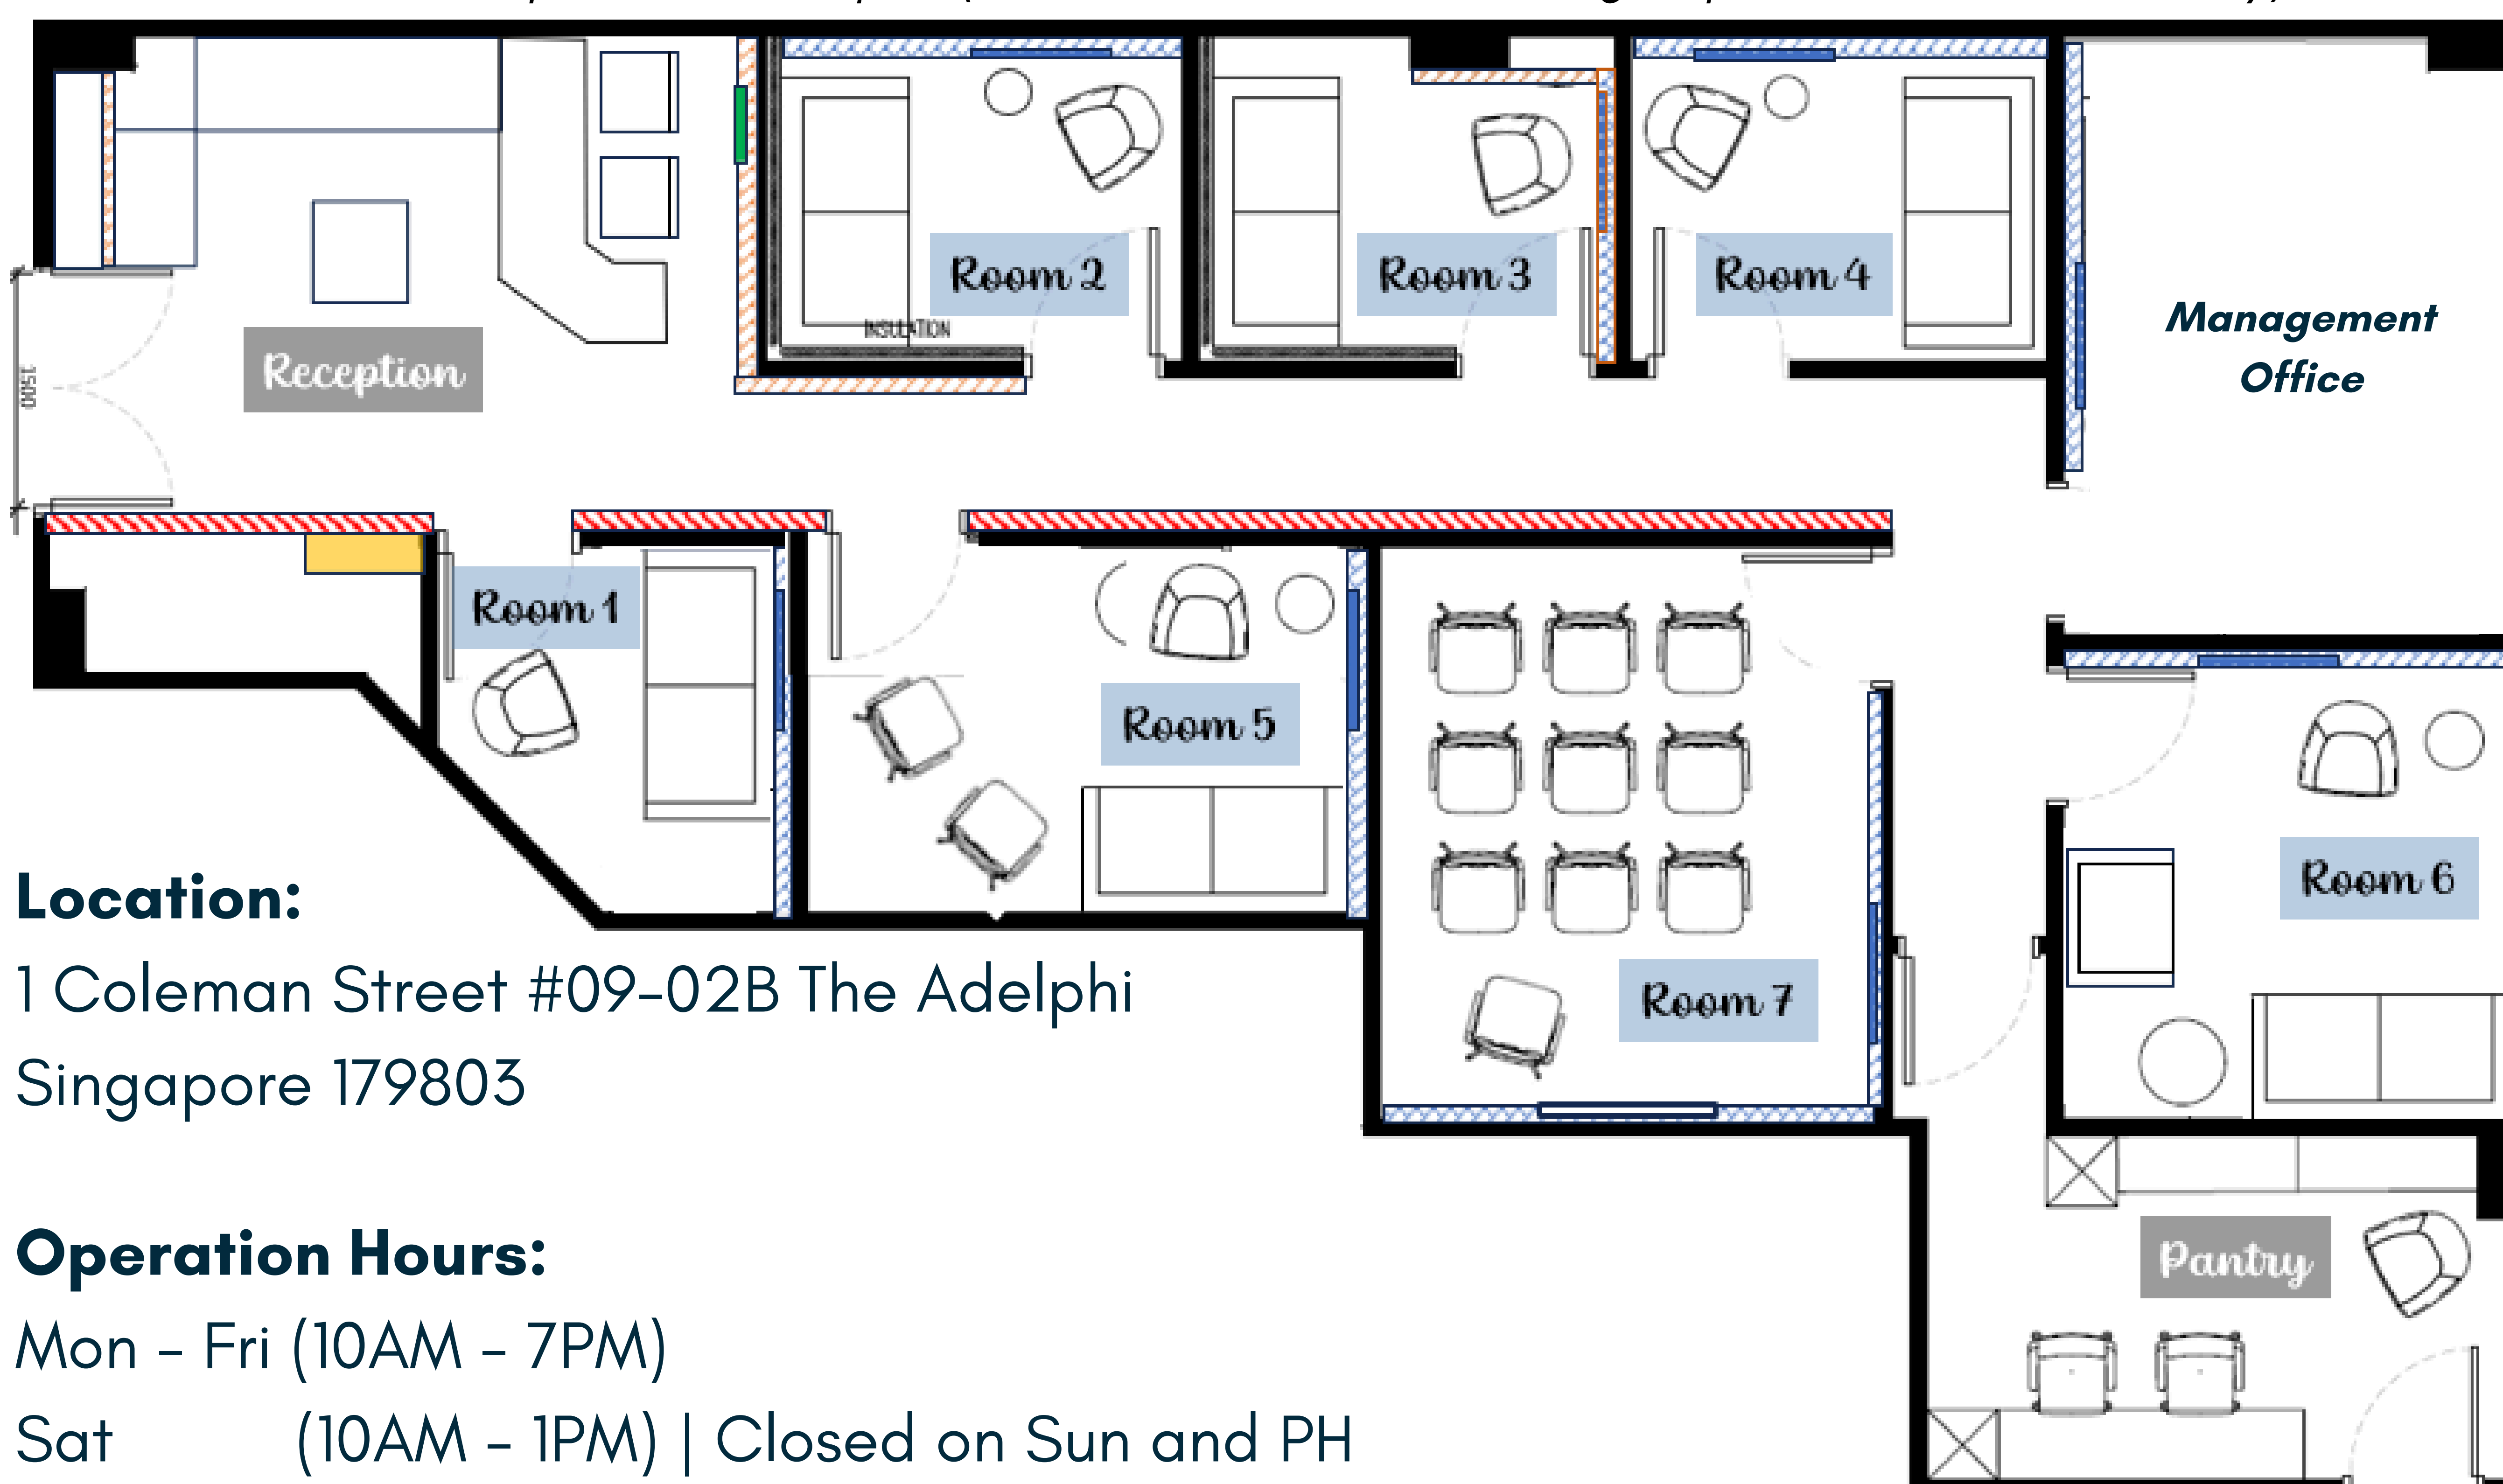 Room 2
Room 3
Room 4
Management
Office
INSULATION
Reception
1500
Room 1
Room 5
Room 6
Room 7
Location:
1 Coleman Street #09-02B The Adelphi
Singapore 179803
Operation Hours:
Pantry
Mon - Fri (10AM - 7PM)
Sat (10AM - 1PM) | Closed on Sun and PH